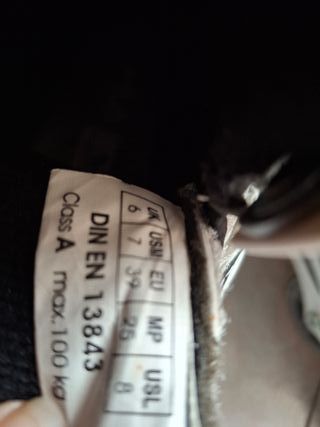 UK USM EU MP USL
6 7 39 25 8
DIN EN 13843
Class A max. 100 kg